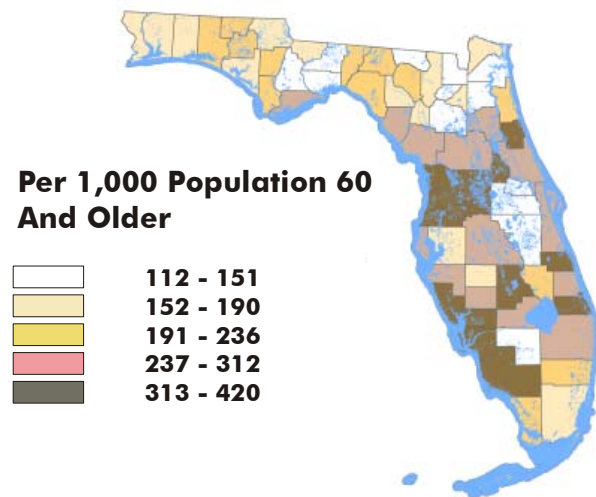 Per 1,000 Population 60
And Older
112 - 151
152 - 190
191 - 236
237 - 312
313 - 420